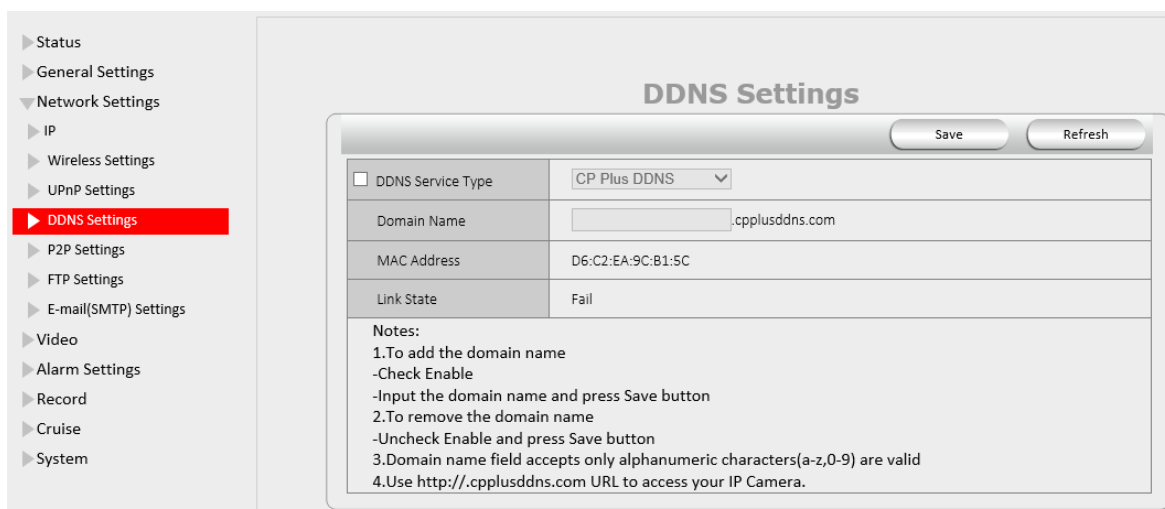 Status
General Settings
Network Settings
IP
Wireless Settings
UPnP Settings
DDNS Settings
P2P Settings
FTP Settings
E-mail(SMTP) Settings
Video
Alarm Settings
Record
Cruise
System
DDNS Settings
Save Refresh
DDNS Service Type CP Plus DDNS
Domain Name .cpplusddns.com
MAC Address D6:C2:EA:9C:B1:5C
Link State Fail
Notes:
1.To add the domain name
-Check Enable
-Input the domain name and press Save button
2.To remove the domain name
-Uncheck Enable and press Save button
3.Domain name field accepts only alphanumeric characters(a-z,0-9) are valid
4.Use http://.cpplusddns.com URL to access your IP Camera.